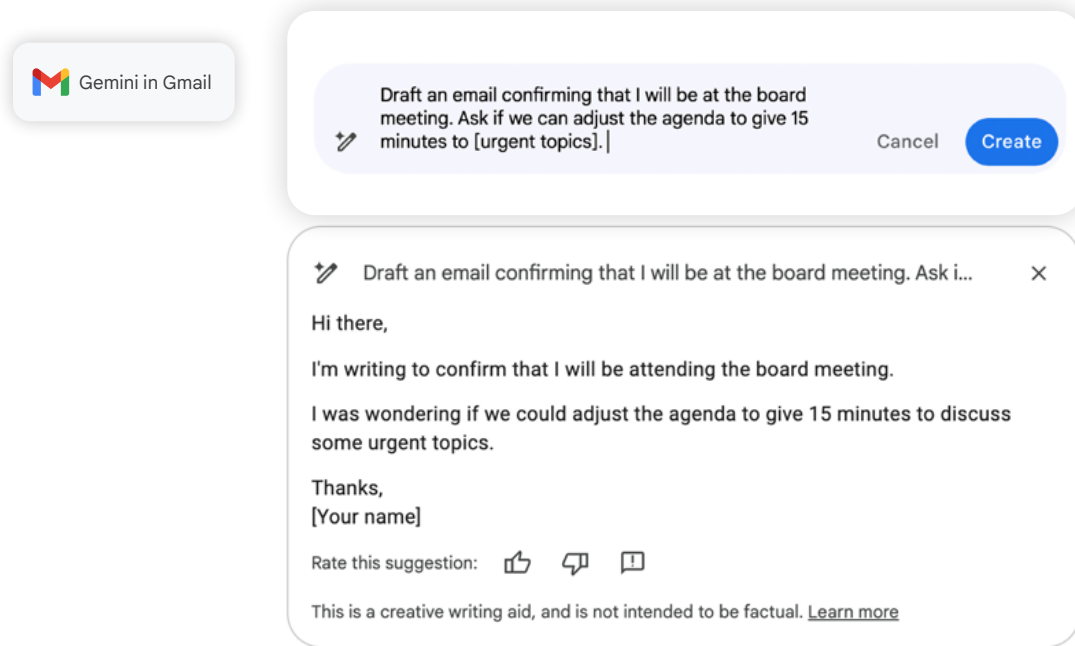 Gemini in Gmail
Draft an email confirming that I will be at the board
meeting. Ask if we can adjust the agenda to give 15
minutes to [urgent topics].
Cancel
Create
Draft an email confirming that I will be at the board meeting. Ask i...
Hi there,
I'm writing to confirm that I will be attending the board meeting.
I was wondering if we could adjust the agenda to give 15 minutes to discuss
some urgent topics.
Thanks,
[Your name]
Rate this suggestion:
This is a creative writing aid, and is not intended to be factual. Learn more